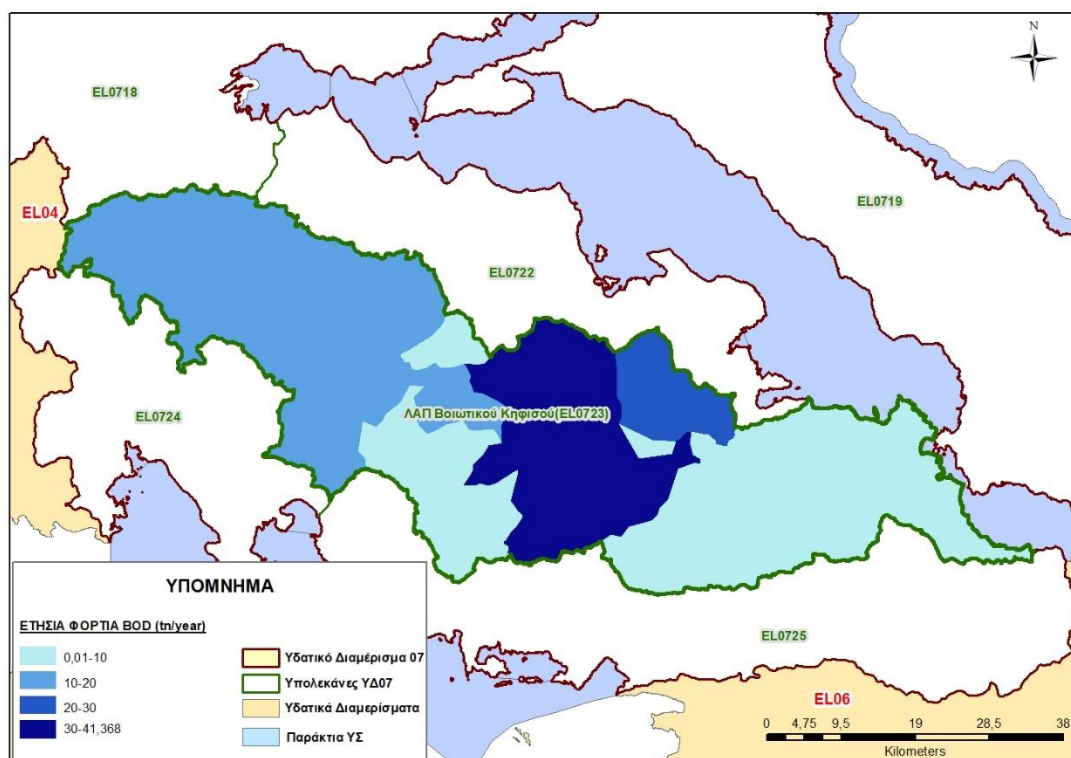 N
EL0718
EL04
EL0719
EL0722
EL0724
ΛΑΠ Βοιωτικού Κηφισού(EL0723)
EL0725
EL06
ΥΠΟΜΝΗΜΑ
ΕΤΗΣΙΑ ΦΟΡΤΙΑ BOD (tn/year)
0,01-10
10-20
20-30
30-41,368
Υδατικό Διαμέρισμα 07
Υπολεκάνες ΥΔ07
Υδατικά Διαμερίσματα
Παράκτια ΥΣ
0 4,75 9,5 19 28,5 38
Kilometers